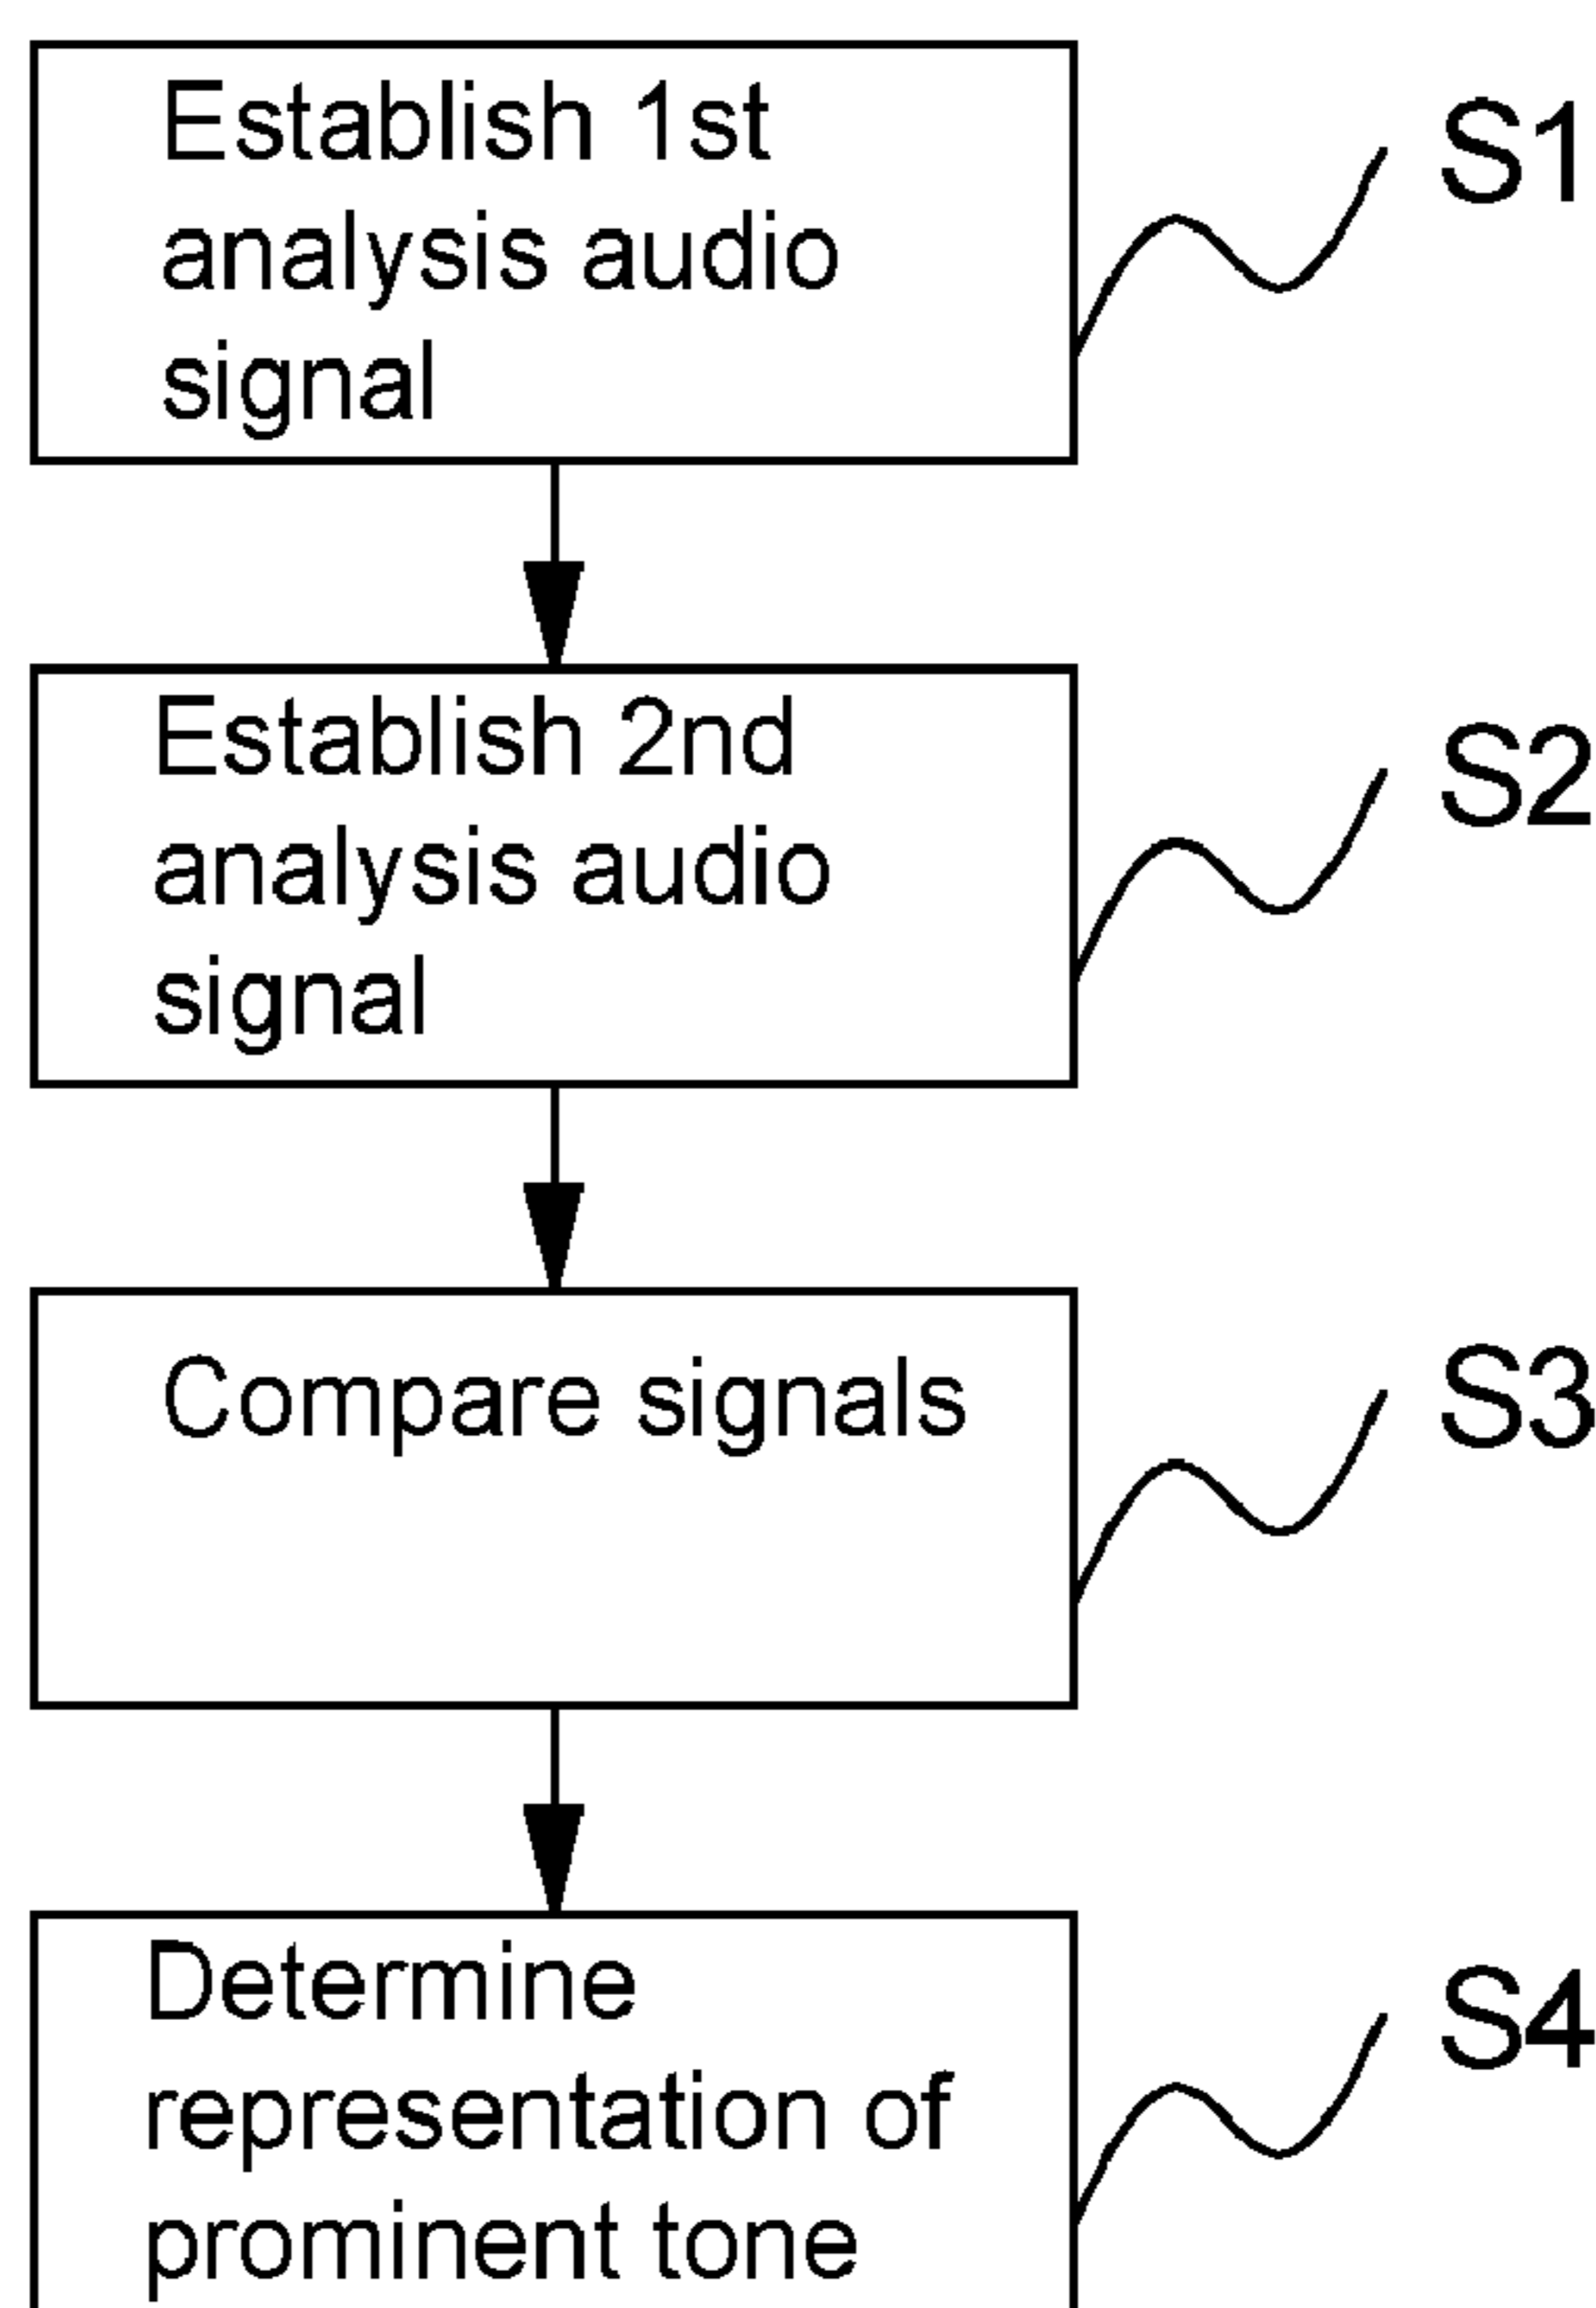 Establish 1st
analysis audio
signal
S1
Establish 2nd
analysis audio
signal
S2
Compare signals
S3
Determine
representation of
prominent tone
S4